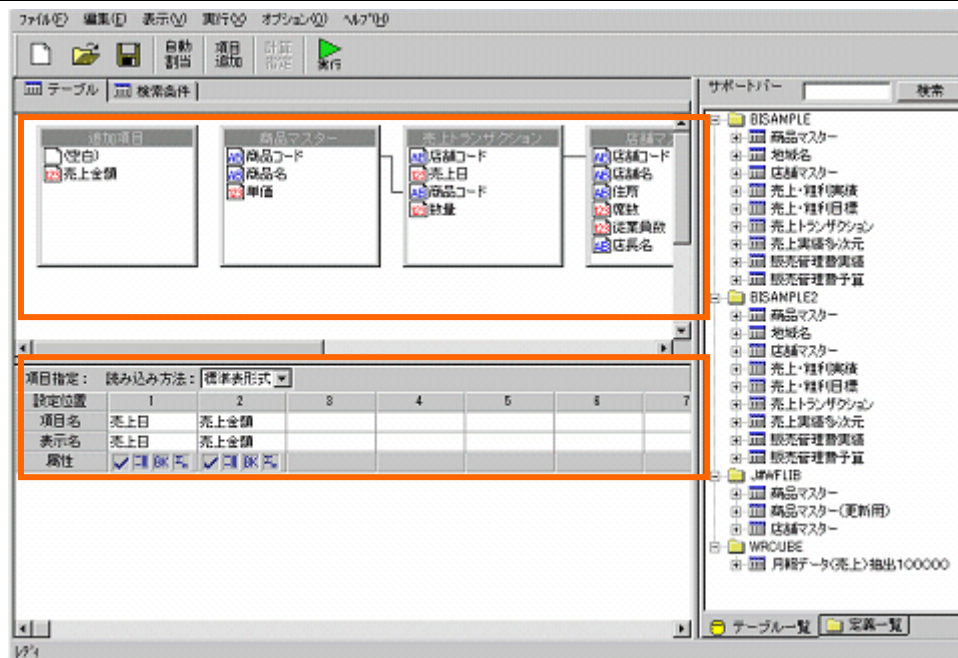 ファイル(F) 編集(E) 表示(V) 実行(X) オプション(O) ヘルプ(H)
自動割当 項目追加 計算指定 実行
テーブル 検索条件
サポートバー 検索
追加項目
(空白)
売上金額
商品マスター
商品コード
商品名
単価
売上トランザクション
店舗コード
売上日
商品コード
数量
店舗マ
店舗コード
店舗名
住所
席数
従業員数
店長名
項目指定: 読み込み方法: 標準表形式
設定位置 1 2 3 4 5 6 7
項目名 売上日 売上金額
表示名 売上日 売上金額
属性
BISAMPLE
商品マスター
地域名
店舗マスター
売上・粗利実績
売上・粗利目標
売上トランザクション
売上実績多次元
販売管理費実績
販売管理費予算
BISAMPLE2
商品マスター
地域名
店舗マスター
売上・粗利実績
売上・粗利目標
売上トランザクション
売上実績多次元
販売管理費実績
販売管理費予算
J#WFLIB
商品マスター
商品マスター(更新用)
店舗マスター
WRCUBE
月報データ(売上)抽出100000
テーブル一覧 定義一覧
レディ